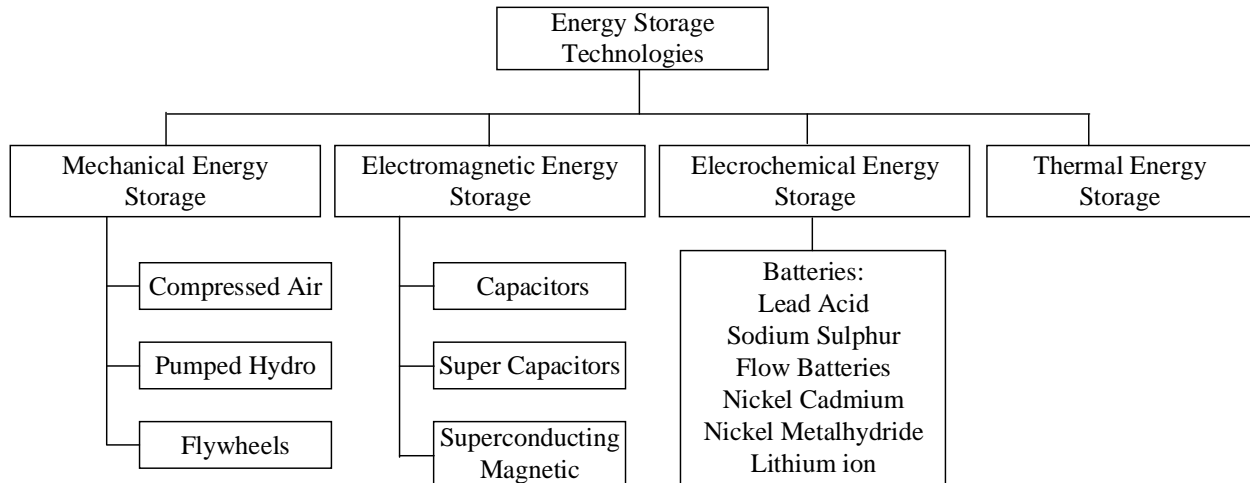 Energy Storage
Technologies
Mechanical Energy
Storage
Electromagnetic Energy
Storage
Elecrochemical Energy
Storage
Thermal Energy
Storage
Compressed Air
Pumped Hydro
Flywheels
Capacitors
Super Capacitors
Superconducting
Magnetic
Batteries:
Lead Acid
Sodium Sulphur
Flow Batteries
Nickel Cadmium
Nickel Metalhydride
Lithium ion